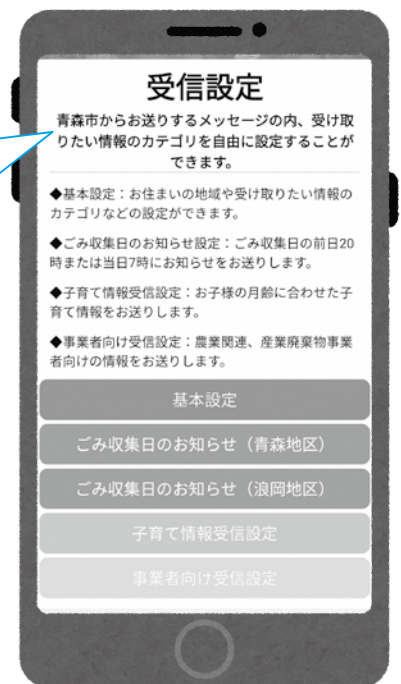 受信設定
青森市からお送りするメッセージの内、受け取
りたい情報のカテゴリを自由に設定することが
できます。
◆基本設定：お住まいの地域や受け取りたい情報の
カテゴリなどの設定ができます。
◆ごみ収集日のお知らせ設定：ごみ収集日の前日20
時または当日7時にお知らせをお送りします。
◆子育て情報受信設定：お子様の月齢に合わせた子
育て情報をお送りします。
◆事業者向け受信設定：農業関連、産業廃棄物事業
者向けの情報をお送りします。
基本設定
ごみ収集日のお知らせ（青森地区）
ごみ収集日のお知らせ（浪岡地区）
子育て情報受信設定
事業者向け受信設定